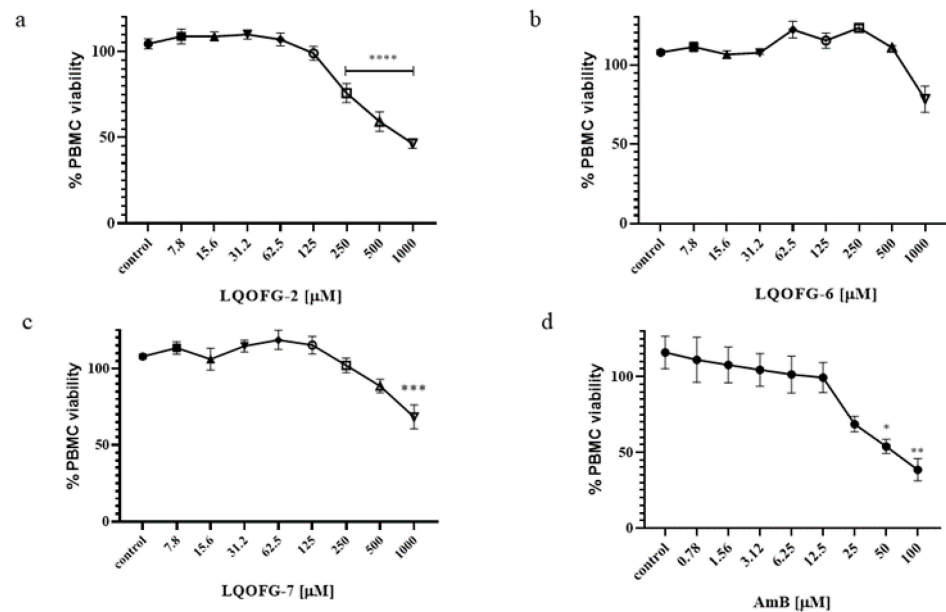 a
% PBMC viability
100
50
0
****
control 7.8 15.6 31.2 62.5 125 250 500 1000
LQOFG-2 [µM]
b
% PBMC viability
100
50
0
control 7.8 15.6 31.2 62.5 125 250 500 1000
LQOFG-6 [µM]
c
% PBMC viability
100
50
0
***
control 7.8 15.6 31.2 62.5 125 250 500 1000
LQOFG-7 [µM]
d
% PBMC viability
100
50
0
*
**
control 0.78 1.56 3.12 6.25 12.5 25 50 100
AmB [µM]